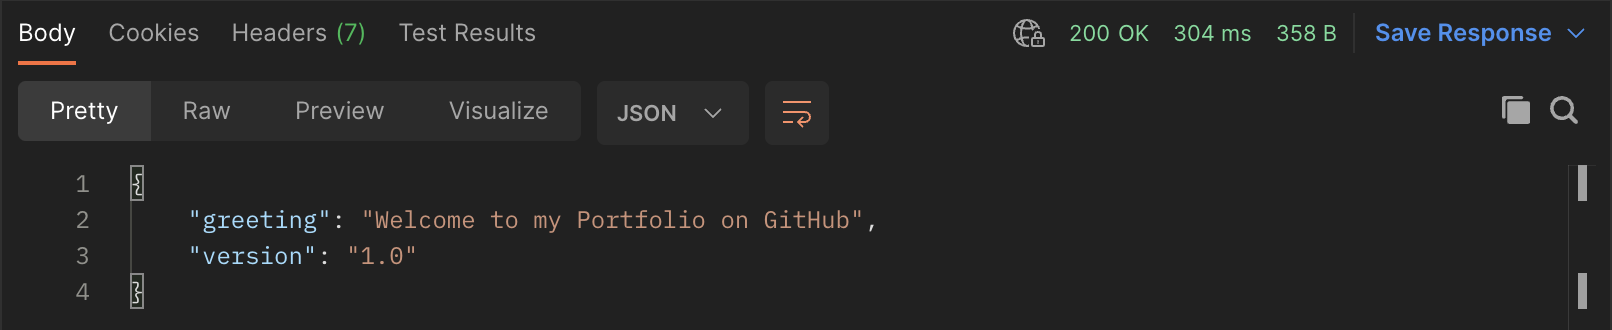 Body Cookies Headers (7) Test Results 200 OK 304 ms 358 B Save Response
Pretty Raw Preview Visualize JSON
1 {
2 "greeting": "Welcome to my Portfolio on GitHub",
3 "version": "1.0"
4 }